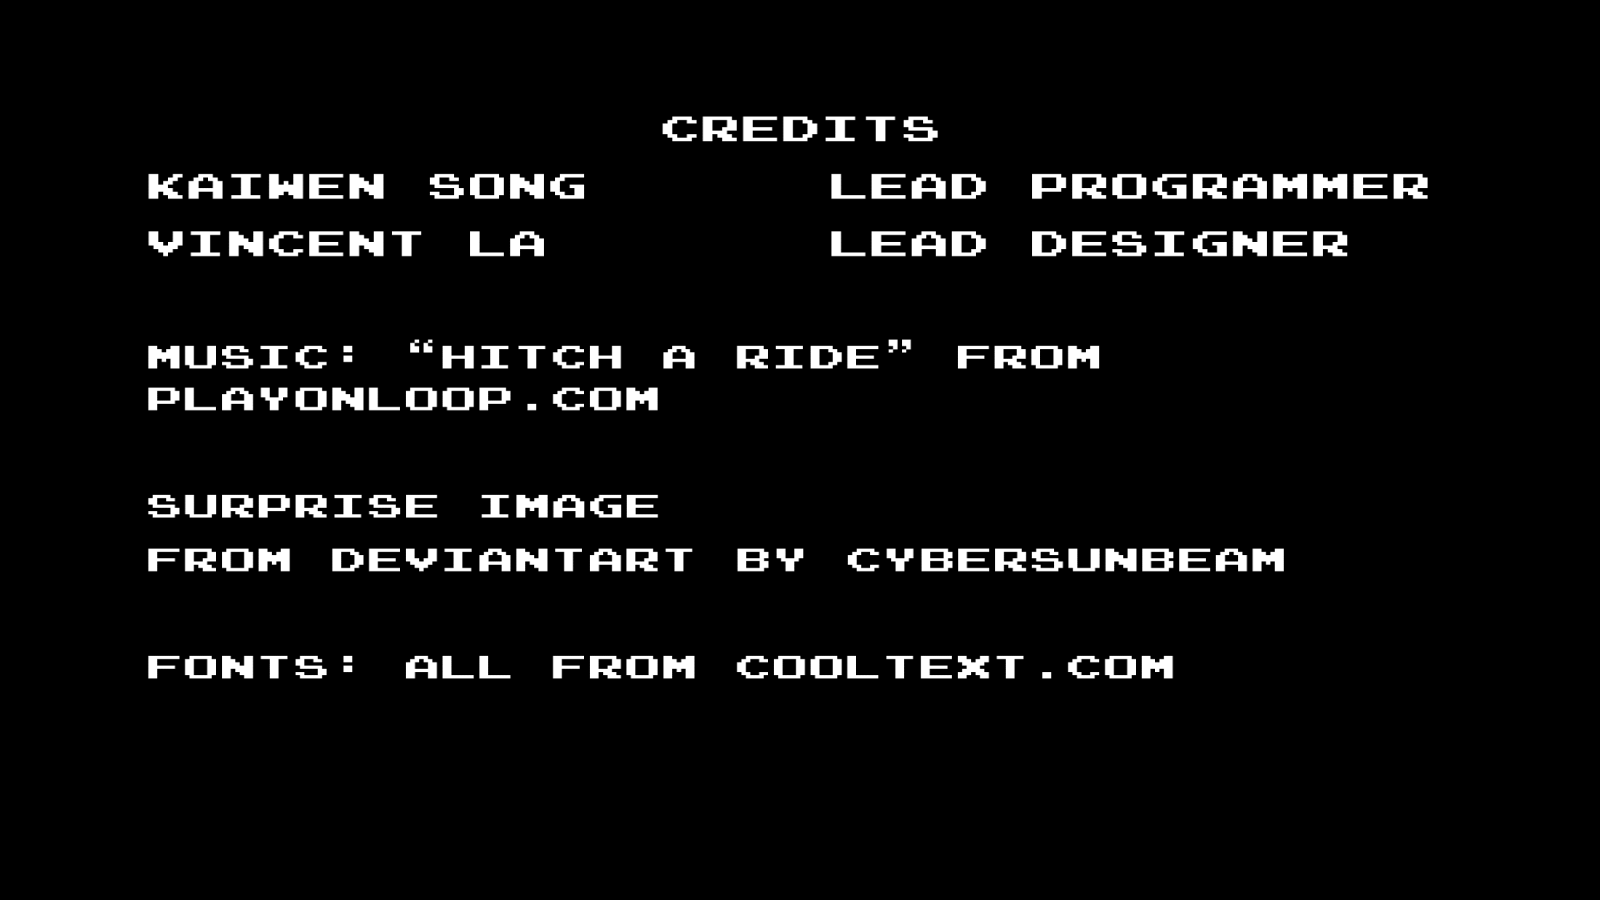 CREDITS
KAIWEN SONG LEAD PROGRAMMER
VINCENT LA LEAD DESIGNER
MUSIC: “HITCH A RIDE” FROM
PLAYONLOOP.COM
SURPRISE IMAGE
FROM DEVIANTART BY CYBERSUNBEAM
FONTS: ALL FROM COOLTEXT.COM